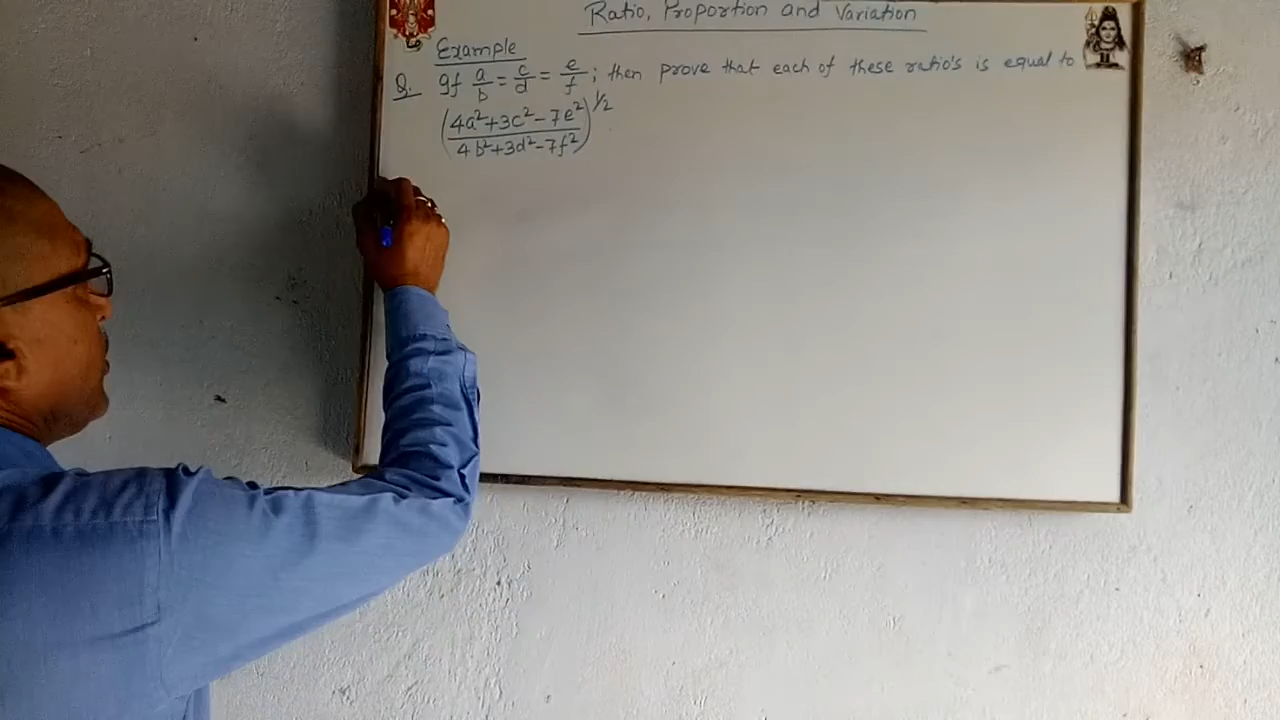 Ratio, Proportion and Variation
Example
Q. If a/b = c/d = e/f ; then prove that each of these ratio's is equal to
((4a²+3c²-7e²)/(4b²+3d²-7f²))^1/2